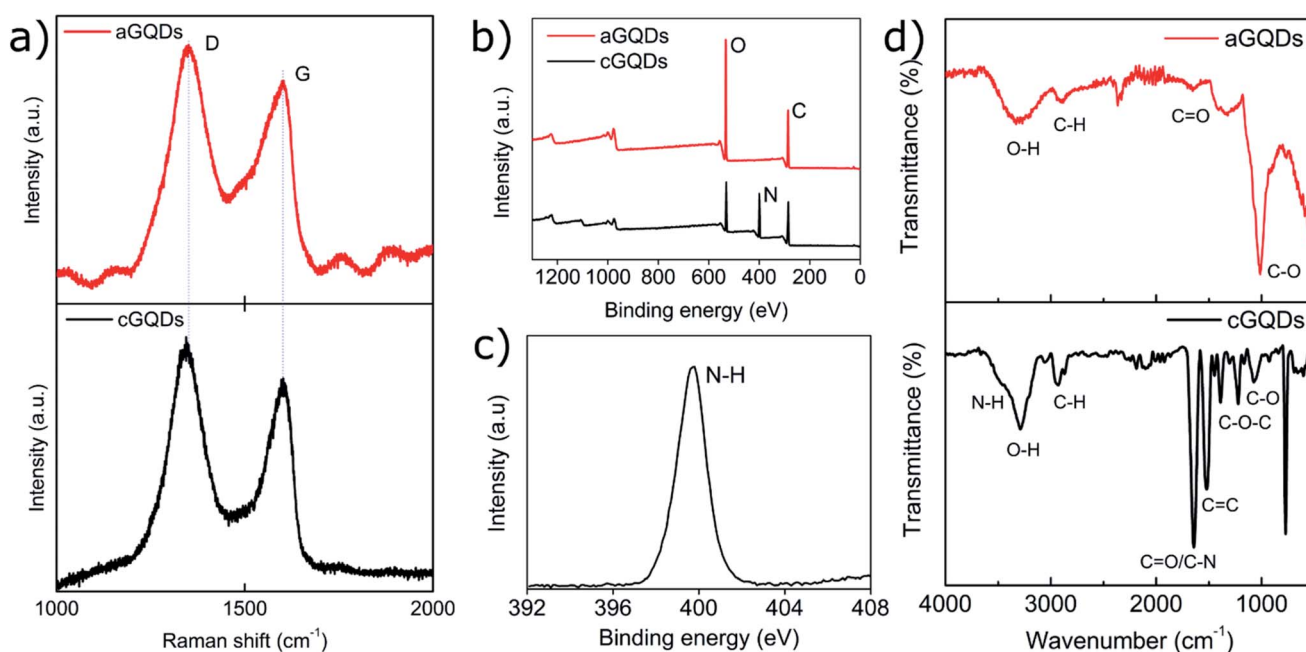 a)
aGQDs
D
G
Intensity (a.u.)
cGQDs
Intensity (a.u.)
1000 1500 2000
Raman shift (cm-1)
b)
aGQDs
cGQDs
O
C
N
Intensity (a.u.)
1200 1000 800 600 400 200 0
Binding energy (eV)
c)
N-H
Intensity (a.u)
392 396 400 404 408
Binding energy (eV)
d)
aGQDs
Transmittance (%)
O-H
C-H
C=O
C-O
cGQDs
Transmittance (%)
N-H
O-H
C-H
C=O/C-N
C=C
C-O-C
C-O
4000 3000 2000 1000
Wavenumber (cm-1)